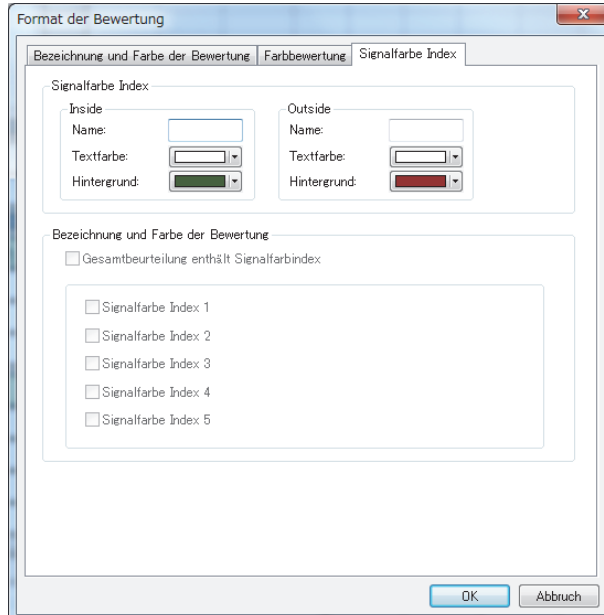 Format der Bewertung
Bezeichnung und Farbe der Bewertung Farbbewertung Signalfarbe Index
Signalfarbe Index
Inside
Name:
Textfarbe:
Hintergrund:
Outside
Name:
Textfarbe:
Hintergrund:
Bezeichnung und Farbe der Bewertung
Gesamtbeurteilung enthält Signalfarbindex
Signalfarbe Index 1
Signalfarbe Index 2
Signalfarbe Index 3
Signalfarbe Index 4
Signalfarbe Index 5
OK Abbruch